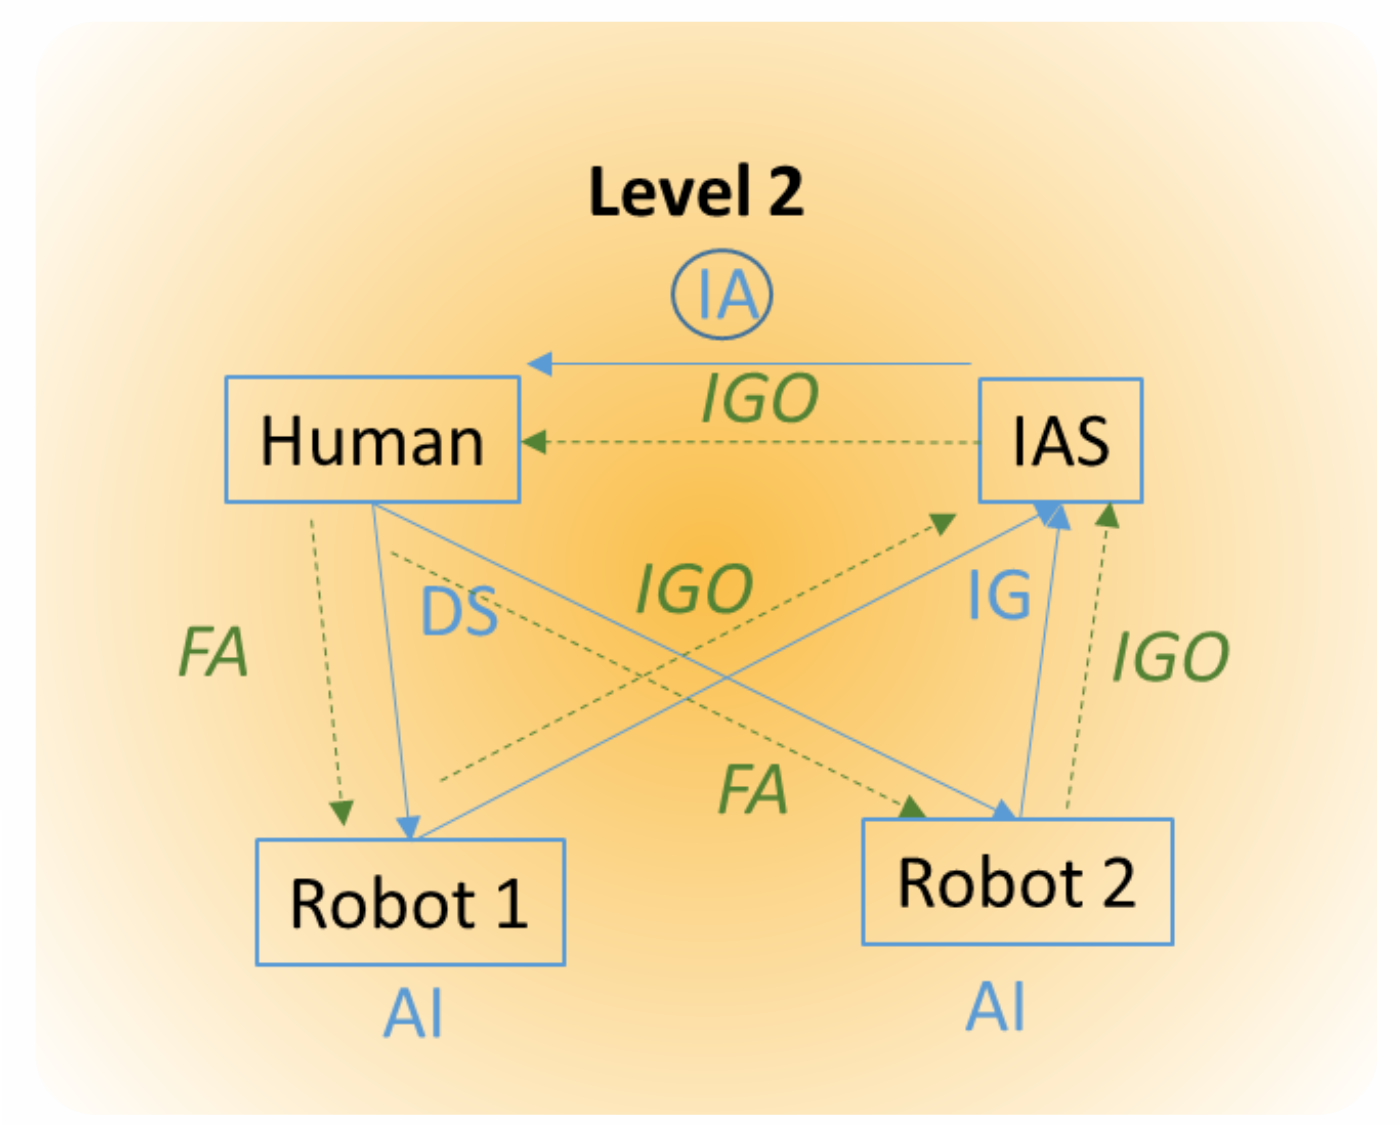 Level 2
IA
IGO
Human
IAS
DS
IGO
IG
FA
IGO
FA
Robot 1
Robot 2
AI
AI